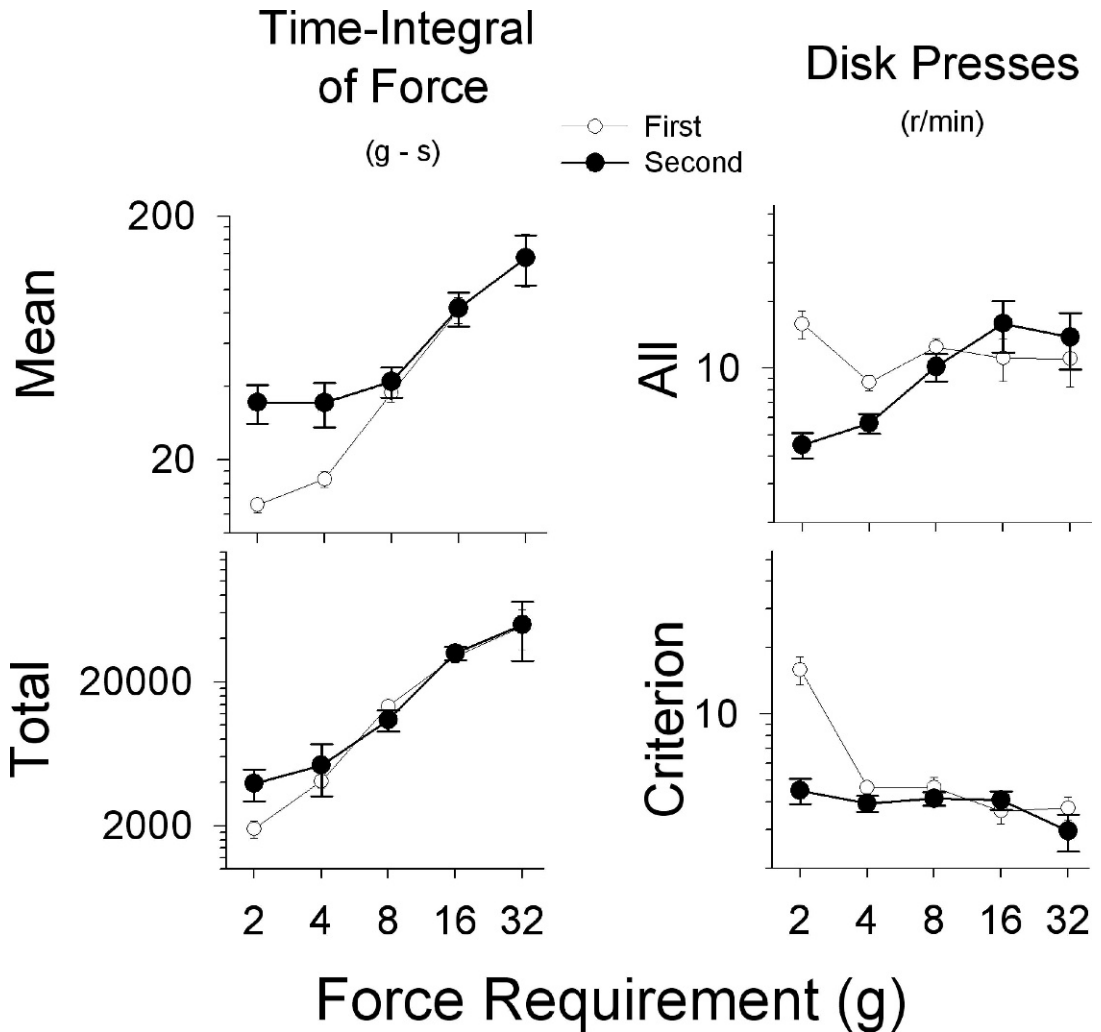 Time-Integral
of Force
(g - s)
Disk Presses
(r/min)
First
Second
Mean
200
20
All
10
Total
20000
2000
Criterion
10
2 4 8 16 32
2 4 8 16 32
Force Requirement (g)